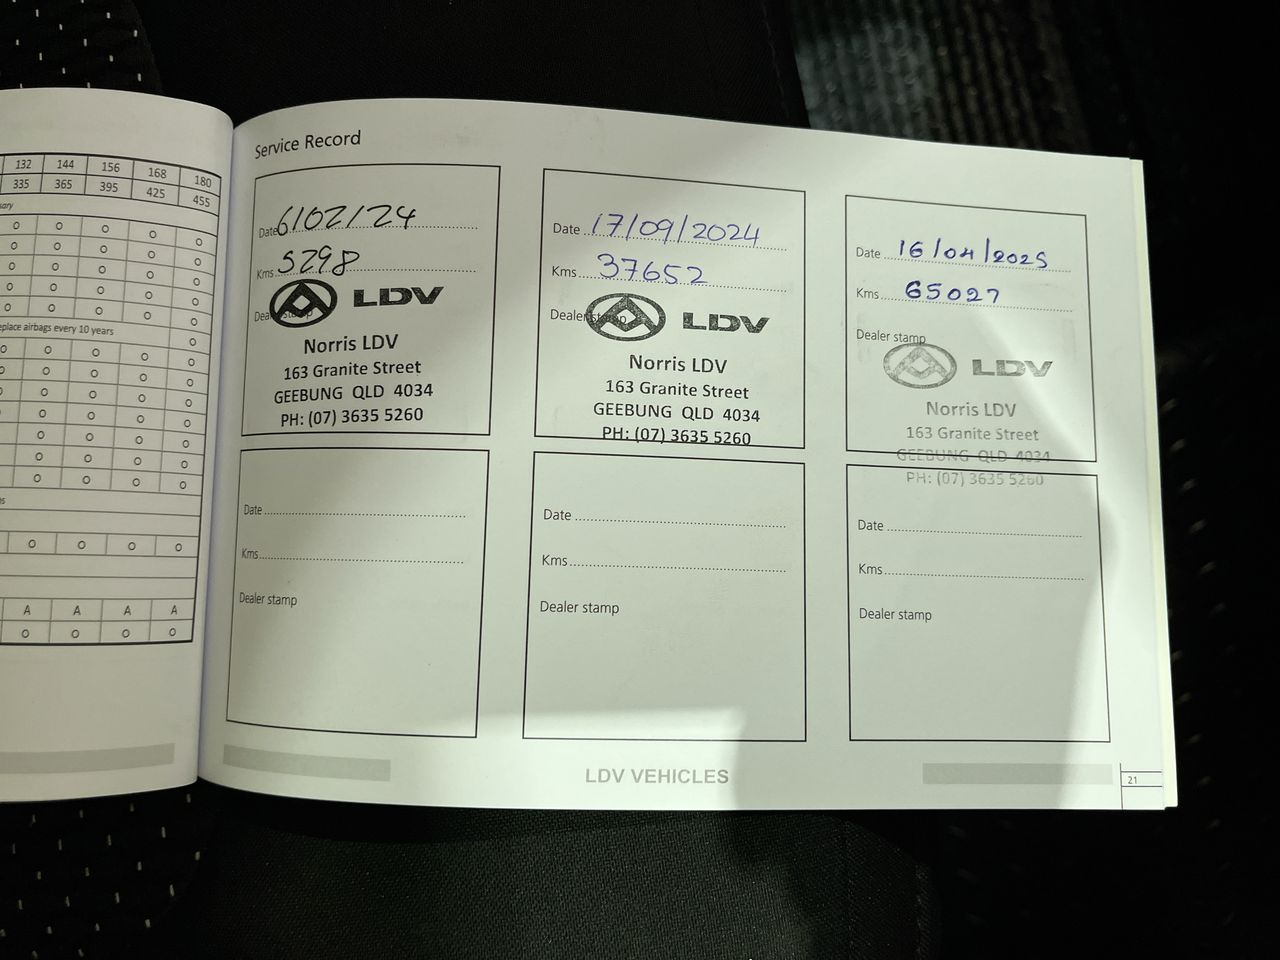 132 144 156 168 180
335 365 395 425 455
O O O O O
O O O O O
O O O O O
O O O O O
O O O O O
place airbags every 10 years
O O O O O
O O O O O
O O O O O
O O O O O
O O O O O
O O O O O
O O O O O
O O O O
A A A A
O O O O
Service Record
Date 6/02/24
Kms 5298
Dealer stamp
LDV
Norris LDV
163 Granite Street
GEEBUNG QLD 4034
PH: (07) 3635 5260
Date 17/09/2024
Kms 37652
Dealer stamp
LDV
Norris LDV
163 Granite Street
GEEBUNG QLD 4034
PH: (07) 3635 5260
Date 16/04/2025
Kms 65027
Dealer stamp
LDV
Norris LDV
163 Granite Street
GEEBUNG QLD 4034
PH: (07) 3635 5260
Date
Kms
Dealer stamp
Date
Kms
Dealer stamp
Date
Kms
Dealer stamp
LDV VEHICLES
21